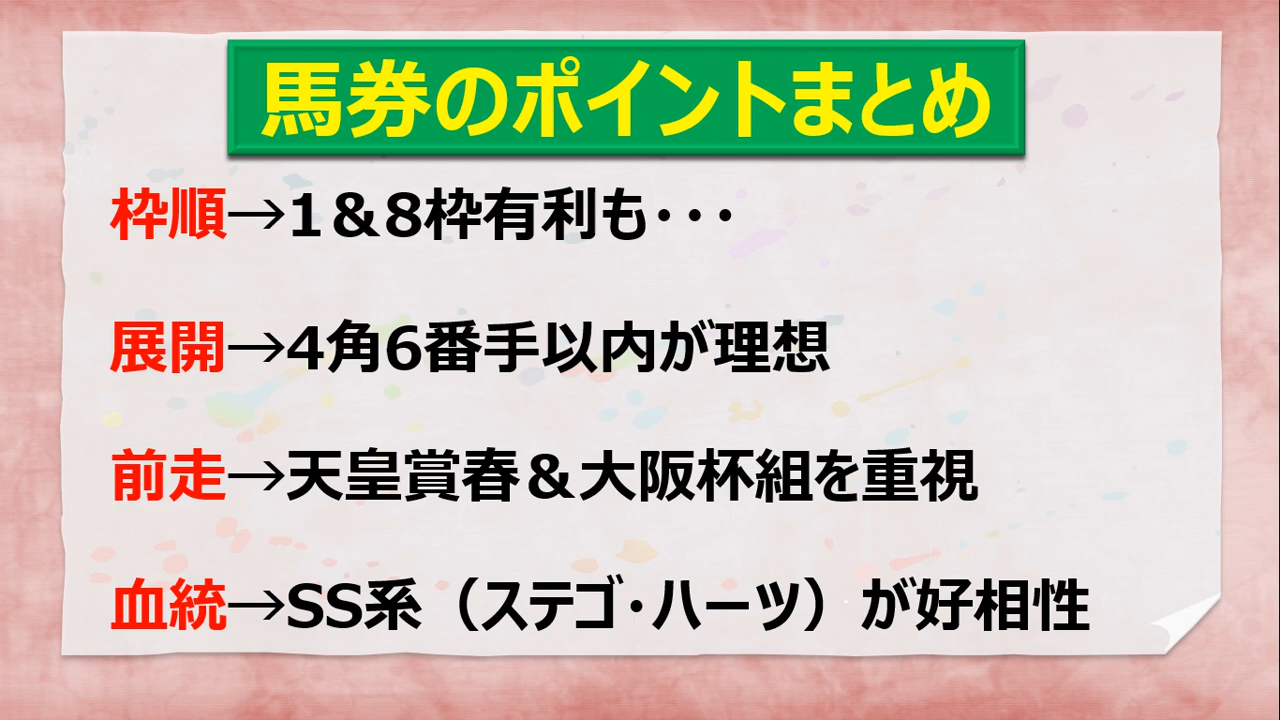 馬券のポイントまとめ
枠順→1＆8枠有利も・・・
展開→4角6番手以内が理想
前走→天皇賞春＆大阪杯組を重視
血統→SS系（ステゴ・ハーツ）が好相性